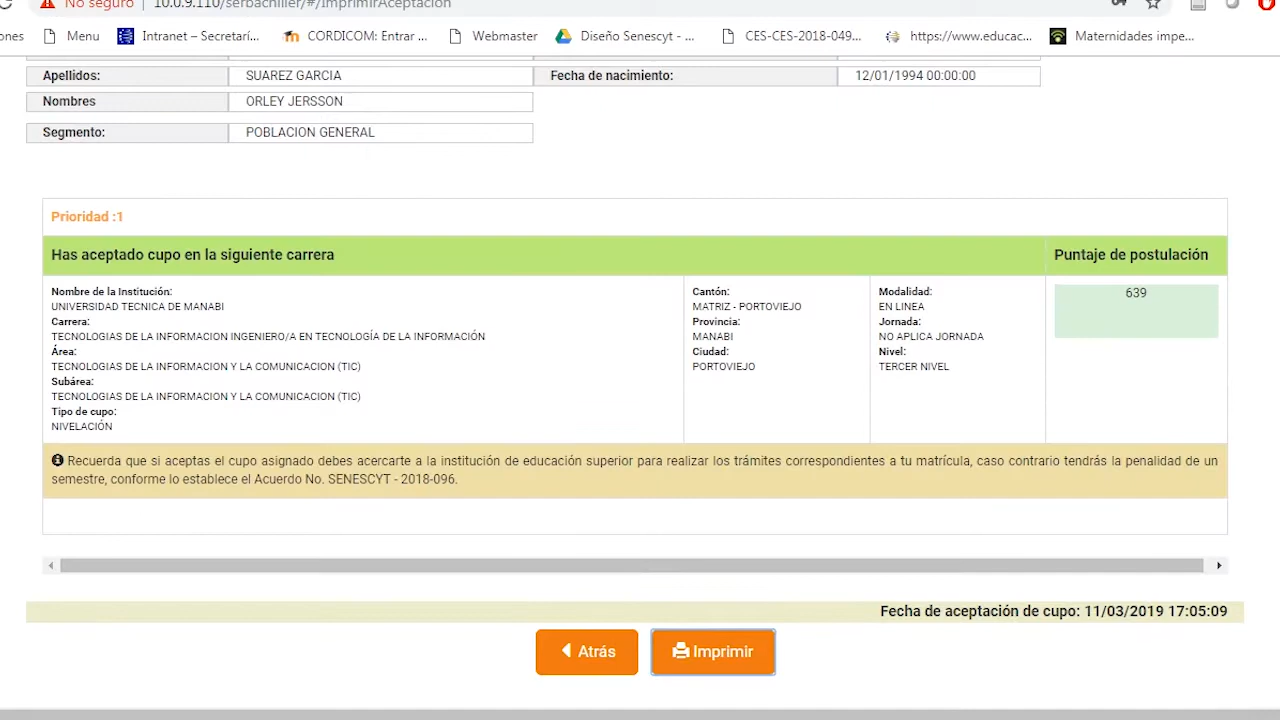 No seguro | 10.0.9.110/serbachiller/#/ImprimirAceptacion
ones Menu Intranet – Secretarí... CORDICOM: Entrar ... Webmaster Diseño Senescyt - ... CES-CES-2018-049... https://www.educac... Maternidades impe...
Apellidos: SUAREZ GARCIA Fecha de nacimiento: 12/01/1994 00:00:00
Nombres ORLEY JERSSON
Segmento: POBLACION GENERAL
Prioridad :1
Has aceptado cupo en la siguiente carrera Puntaje de postulación
Nombre de la Institución:
UNIVERSIDAD TECNICA DE MANABI
Carrera:
TECNOLOGIAS DE LA INFORMACION INGENIERO/A EN TECNOLOGÍA DE LA INFORMACIÓN
Área:
TECNOLOGIAS DE LA INFORMACION Y LA COMUNICACION (TIC)
Subárea:
TECNOLOGIAS DE LA INFORMACION Y LA COMUNICACION (TIC)
Tipo de cupo:
NIVELACIÓN
Cantón:
MATRIZ - PORTOVIEJO
Provincia:
MANABI
Ciudad:
PORTOVIEJO
Modalidad:
EN LINEA
Jornada:
NO APLICA JORNADA
Nivel:
TERCER NIVEL
639
Recuerda que si aceptas el cupo asignado debes acercarte a la institución de educación superior para realizar los trámites correspondientes a tu matrícula, caso contrario tendrás la penalidad de un
semestre, conforme lo establece el Acuerdo No. SENESCYT - 2018-096.
Fecha de aceptación de cupo: 11/03/2019 17:05:09
Atrás Imprimir